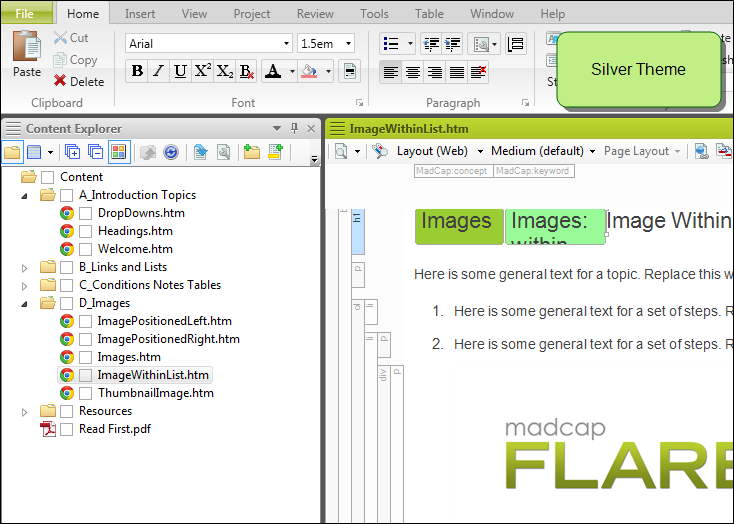 File Home Insert View Project Review Tools Table Window Help
Paste
Cut
Copy
Delete
Arial
1.5em
B I U X² X₂ B
A
Clipboard Font Paragraph
Silver Theme
Content Explorer
ImageWithinList.htm
Layout (Web) Medium (default) Page Layout
MadCap:concept MadCap:keyword
Content
A_Introduction Topics
DropDowns.htm
Headings.htm
Welcome.htm
B_Links and Lists
C_Conditions Notes Tables
D_Images
ImagePositionedLeft.htm
ImagePositionedRight.htm
Images.htm
ImageWithinList.htm
ThumbnailImage.htm
Resources
Read First.pdf
h1
p
ol
li
li
p
div
p
Images Images: Image Within
within
Here is some general text for a topic. Replace this w
1. Here is some general text for a set of steps. R
2. Here is some general text for a set of steps. R
madcap
FLARE